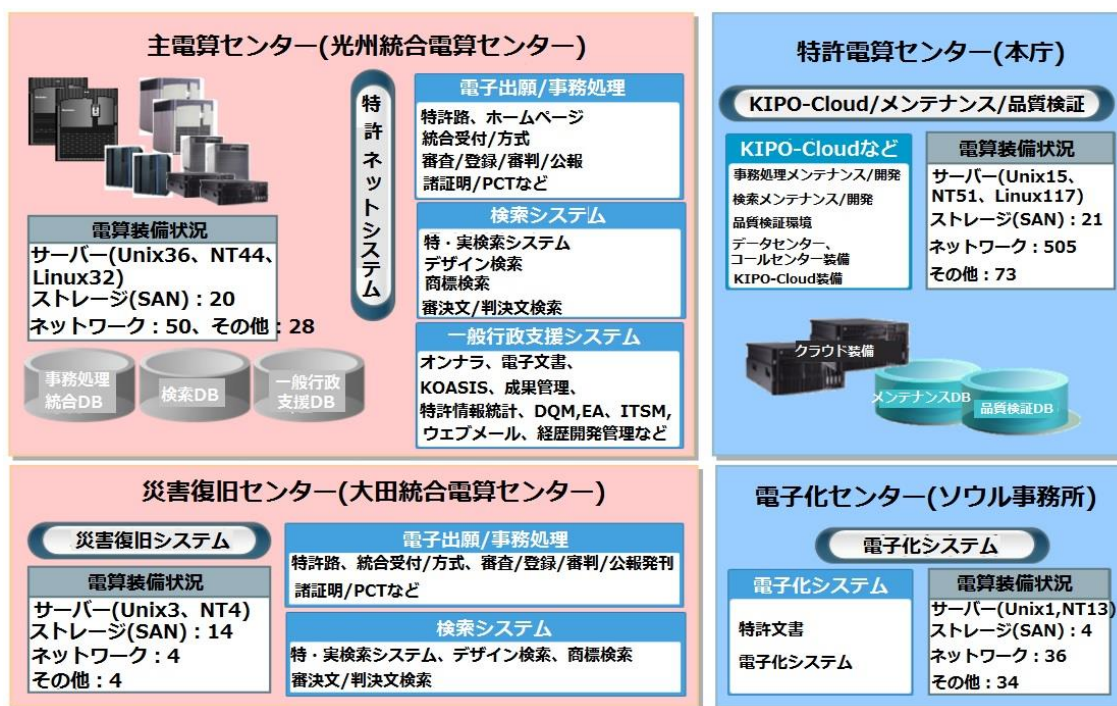 主電算センター(光州統合電算センター)
特許ネットシステム
電算装備状況
サーバー(Unix36、NT44、
Linux32)
ストレージ(SAN)：20
ネットワーク：50、その他：28
事務処理
統合DB
検索DB
一般行政
支援DB
電子出願/事務処理
特許路、ホームページ
統合受付/方式
審査/登録/審判/公報
諸証明/PCTなど
検索システム
特・実検索システム
デザイン検索
商標検索
審決文/判決文検索
一般行政支援システム
オンナラ、電子文書、
KOASIS、成果管理、
特許情報統計、DQM,EA、ITSM,
ウェブメール、経歴開発管理など
特許電算センター(本庁)
KIPO-Cloud/メンテナンス/品質検証
KIPO-Cloudなど
事務処理メンテナンス/開発
検索メンテナンス/開発
品質検証環境
データセンター、
コールセンター装備
KIPO-Cloud装備
電算装備状況
サーバー(Unix15、
NT51、Linux117)
ストレージ(SAN)：21
ネットワーク：505
その他：73
クラウド装備
メンテナンスDB
品質検証DB
災害復旧センター(大田統合電算センター)
災害復旧システム
電算装備状況
サーバー(Unix3、NT4)
ストレージ(SAN)：14
ネットワーク：4
その他：4
電子出願/事務処理
特許路、統合受付/方式、審査/登録/審判/公報発刊
諸証明/PCTなど
検索システム
特・実検索システム、デザイン検索、商標検索
審決文/判決文検索
電子化センター(ソウル事務所)
電子化システム
電子化システム
特許文書
電子化システム
電算装備状況
サーバー(Unix1,NT13)
ストレージ(SAN)：4
ネットワーク：36
その他：34